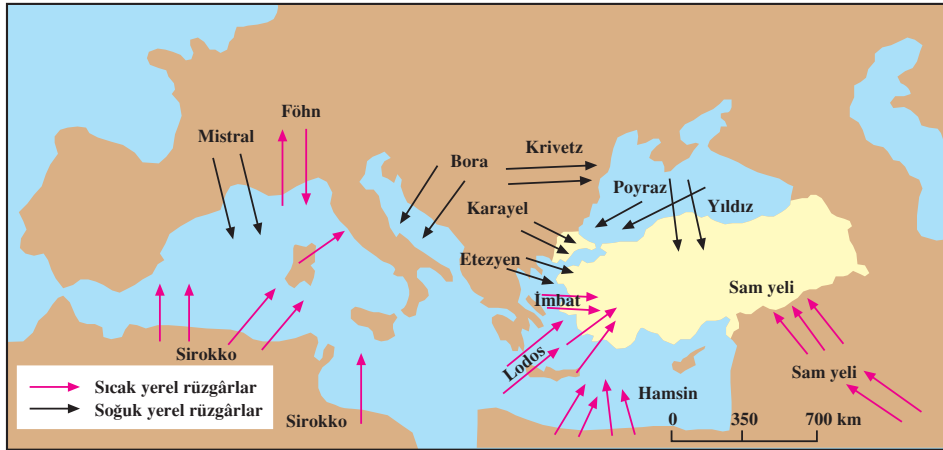 Föhn
Mistral
Bora
Krivetz
Poyraz
Yıldız
Karayel
Etezyen
İmbat
Sam yeli
Sirokko
Lodos
Sam yeli
Hamsin
Sirokko
Sıcak yerel rüzgârlar
Soğuk yerel rüzgârlar
0 350 700 km